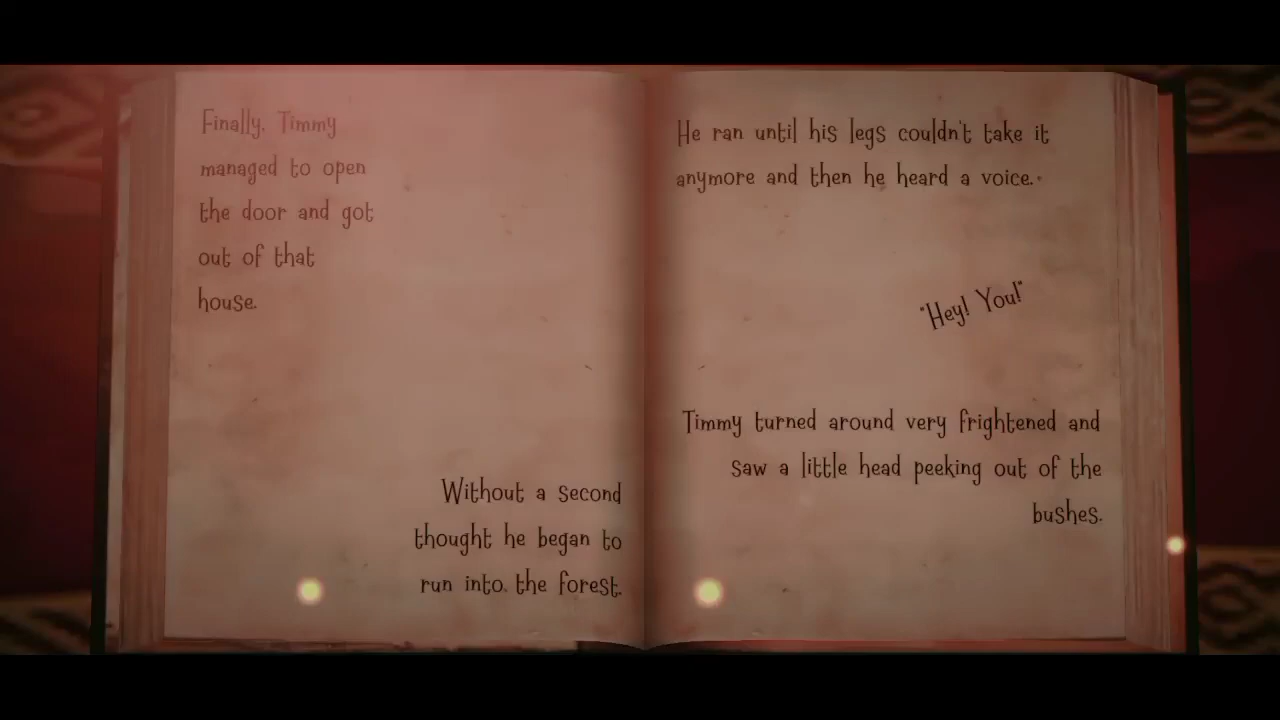 Finally, Timmy
managed to open
the door and got
out of that
house.
Without a second
thought he began to
run into the forest.
He ran until his legs couldn't take it
anymore and then he heard a voice.
"Hey! You!"
Timmy turned around very frightened and
saw a little head peeking out of the
bushes.